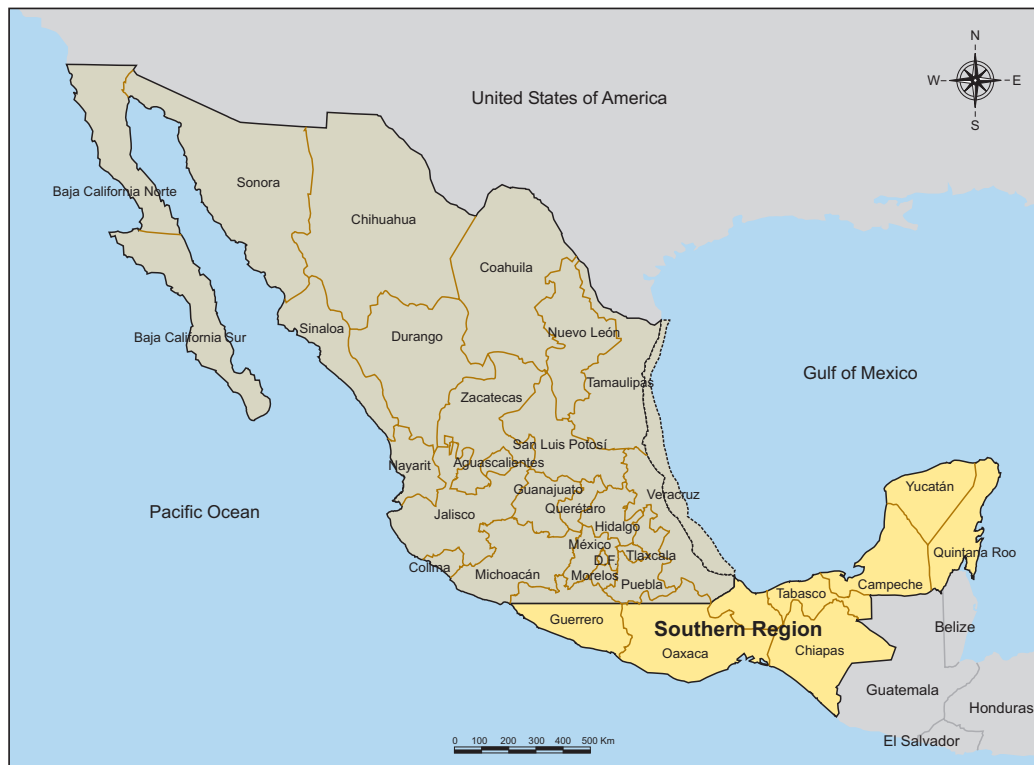 N
W
E
S
United States of America
Baja California Norte
Sonora
Chihuahua
Coahuila
Baja California Sur
Sinaloa
Durango
Nuevo León
Tamaulipas
Gulf of Mexico
Zacatecas
San Luis Potosí
Nayarit
Aguascalientes
Guanajuato
Veracruz
Yucatán
Pacific Ocean
Jalisco
Querétaro
Hidalgo
México
D.F.
Tlaxcala
Quintana Roo
Colima
Michoacán
Morelos
Puebla
Campeche
Tabasco
Guerrero
Southern Region
Oaxaca
Chiapas
Belize
Guatemala
Honduras
El Salvador
0 100 200 300 400 500 Km